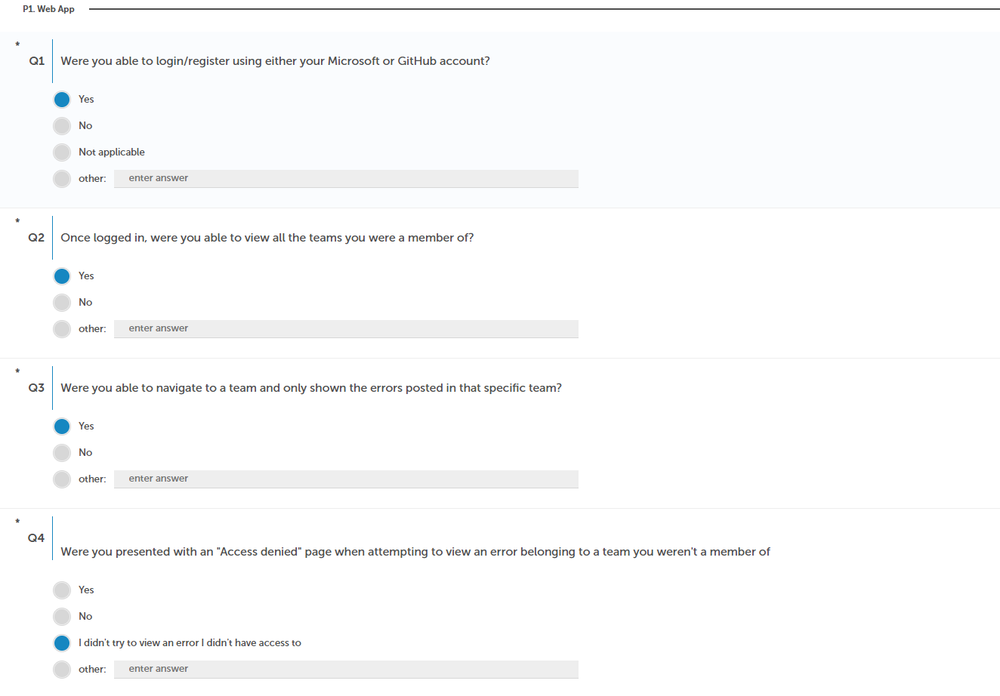 P1. Web App
*
Q1 Were you able to login/register using either your Microsoft or GitHub account?
Yes
No
Not applicable
other: enter answer
*
Q2 Once logged in, were you able to view all the teams you were a member of?
Yes
No
other: enter answer
*
Q3 Were you able to navigate to a team and only shown the errors posted in that specific team?
Yes
No
other: enter answer
*
Q4
Were you presented with an "Access denied" page when attempting to view an error belonging to a team you weren't a member of
Yes
No
I didn't try to view an error I didn't have access to
other: enter answer